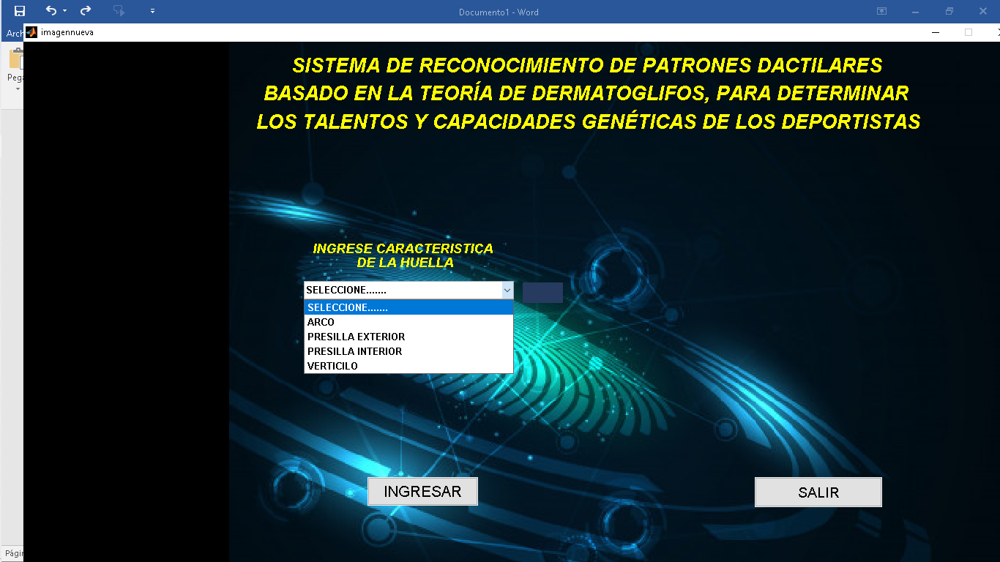 Documento1 - Word
Arch
imagennueva
Pega
SISTEMA DE RECONOCIMIENTO DE PATRONES DACTILARES
BASADO EN LA TEORÍA DE DERMATOGLIFOS, PARA DETERMINAR
LOS TALENTOS Y CAPACIDADES GENÉTICAS DE LOS DEPORTISTAS
INGRESE CARACTERISTICA
DE LA HUELLA
SELECCIONE.......
SELECCIONE.......
ARCO
PRESILLA EXTERIOR
PRESILLA INTERIOR
VERTICILO
INGRESAR
SALIR
Págin